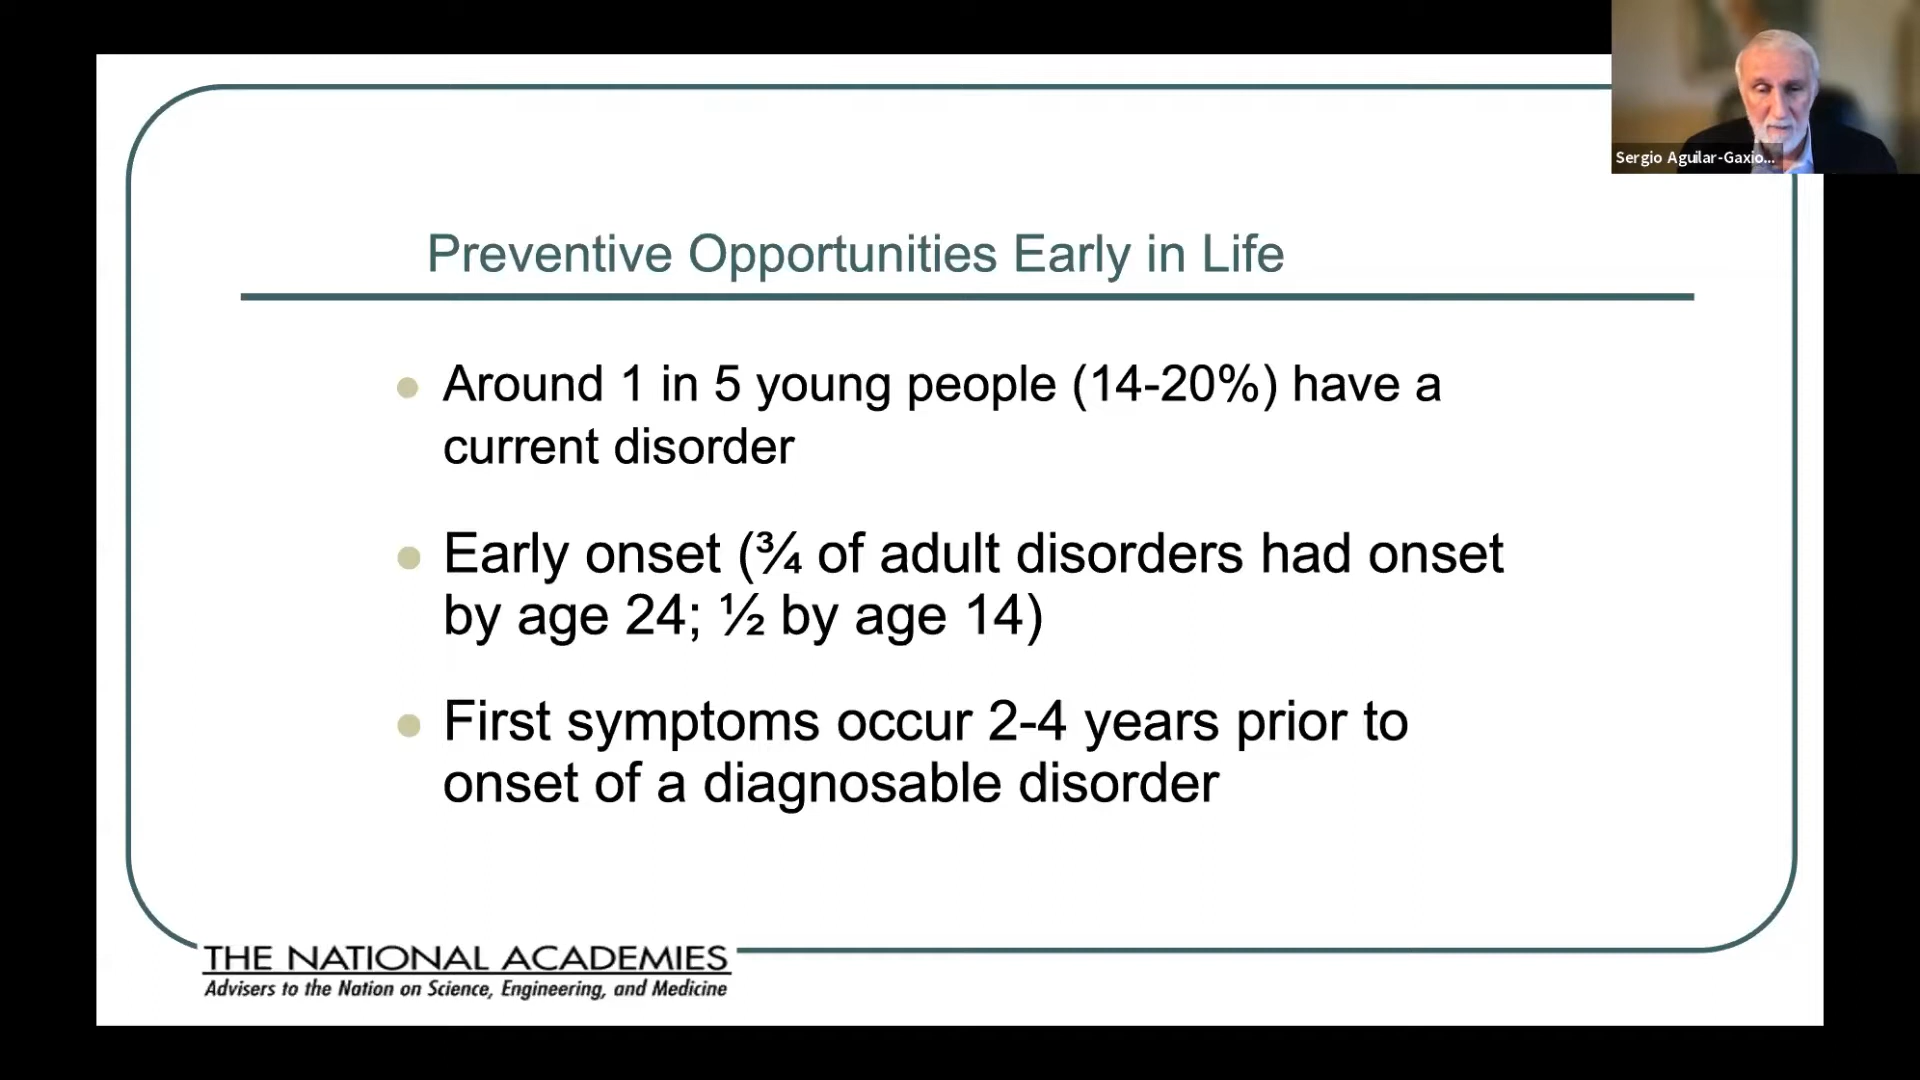 Sergio Aguilar-Gaxio...
Preventive Opportunities Early in Life
Around 1 in 5 young people (14-20%) have a
current disorder
Early onset (¾ of adult disorders had onset
by age 24; ½ by age 14)
First symptoms occur 2-4 years prior to
onset of a diagnosable disorder
THE NATIONAL ACADEMIES
Advisers to the Nation on Science, Engineering, and Medicine